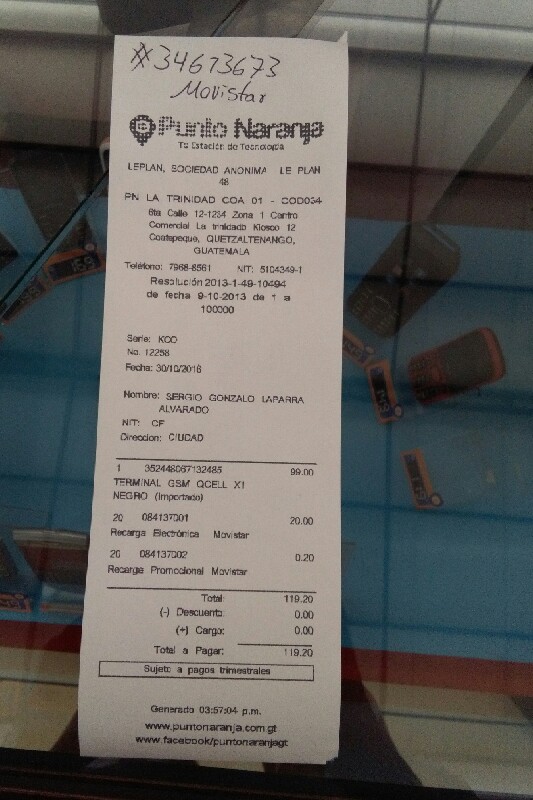 #34673673
Movistar
Punto Naranja
Tu Estación de Tecnología
LEPLAN, SOCIEDAD ANONIMA LE PLAN
48
PN LA TRINIDAD COA 01 - COD034
6ta Calle 12-1234 Zona 1 Centro
Comercial La trinidada Kiosco 12
Coatepeque, QUETZALTENANGO,
GUATEMALA
Teléfono: 7968-8561 NIT: 5104349-1
Resolución 2013-1-49-10494
de fecha 9-10-2013 de 1 a
100000
Serie: KOO
No. 12258
Fecha: 30/10/2016
Nombre: SERGIO GONZALO LAPARRA
ALVARADO
NIT: CF
Direccion: CIUDAD
1 352448067132485 99.00
TERMINAL GSM QCELL X1
NEGRO (Importado)
20 084137001 20.00
Recarga Electrónica Movistar
20 084137002 0.20
Recarga Promocional Movistar
Total: 119.20
(-) Descuento: 0.00
(+) Cargo: 0.00
Total a Pagar: 119.20
Sujeto a pagos trimestrales
Generado 03:57:04 p.m.
www.puntonaranja.com.gt
www.facebook/puntonaranjagt